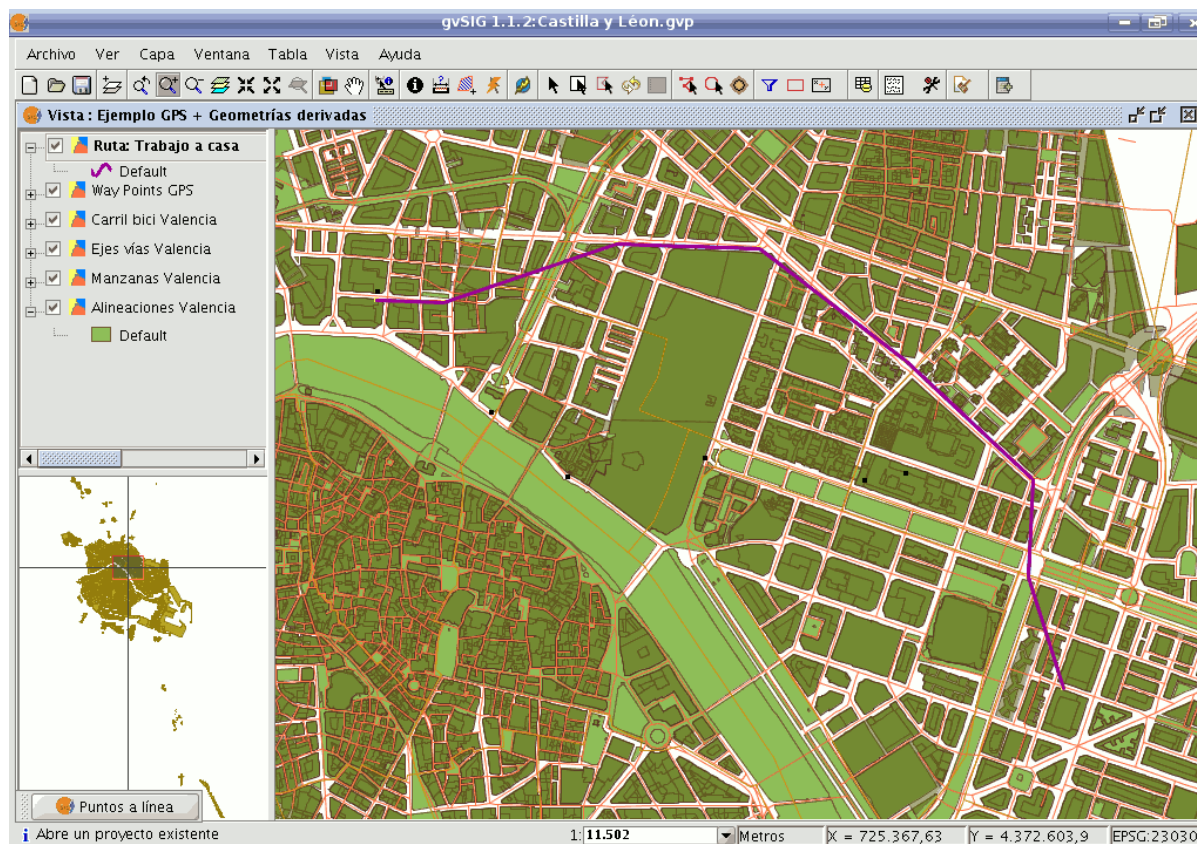 gvSIG 1.1.2:Castilla y Léon.gvp
Archivo Ver Capa Ventana Tabla Vista Ayuda
Vista : Ejemplo GPS + Geometrías derivadas
Ruta: Trabajo a casa
Default
Way Points GPS
Carril bici Valencia
Ejes vías Valencia
Manzanas Valencia
Alineaciones Valencia
Default
Puntos a línea
Abre un proyecto existente 1: 11.502 Metros X = 725.367,63 Y = 4.372.603,9 EPSG:23030